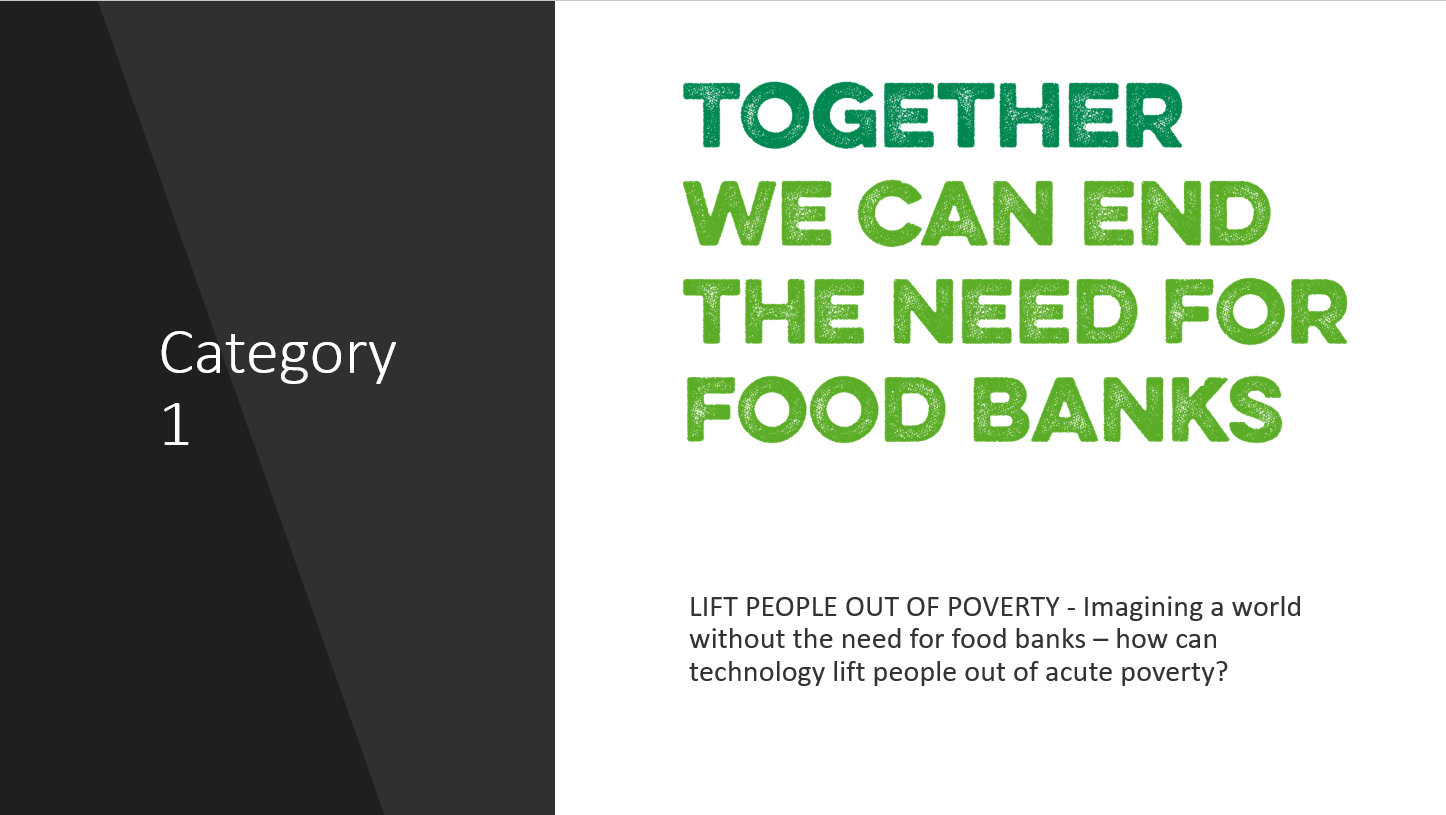 Category
1
TOGETHER
WE CAN END
THE NEED FOR
FOOD BANKS
LIFT PEOPLE OUT OF POVERTY - Imagining a world
without the need for food banks – how can
technology lift people out of acute poverty?